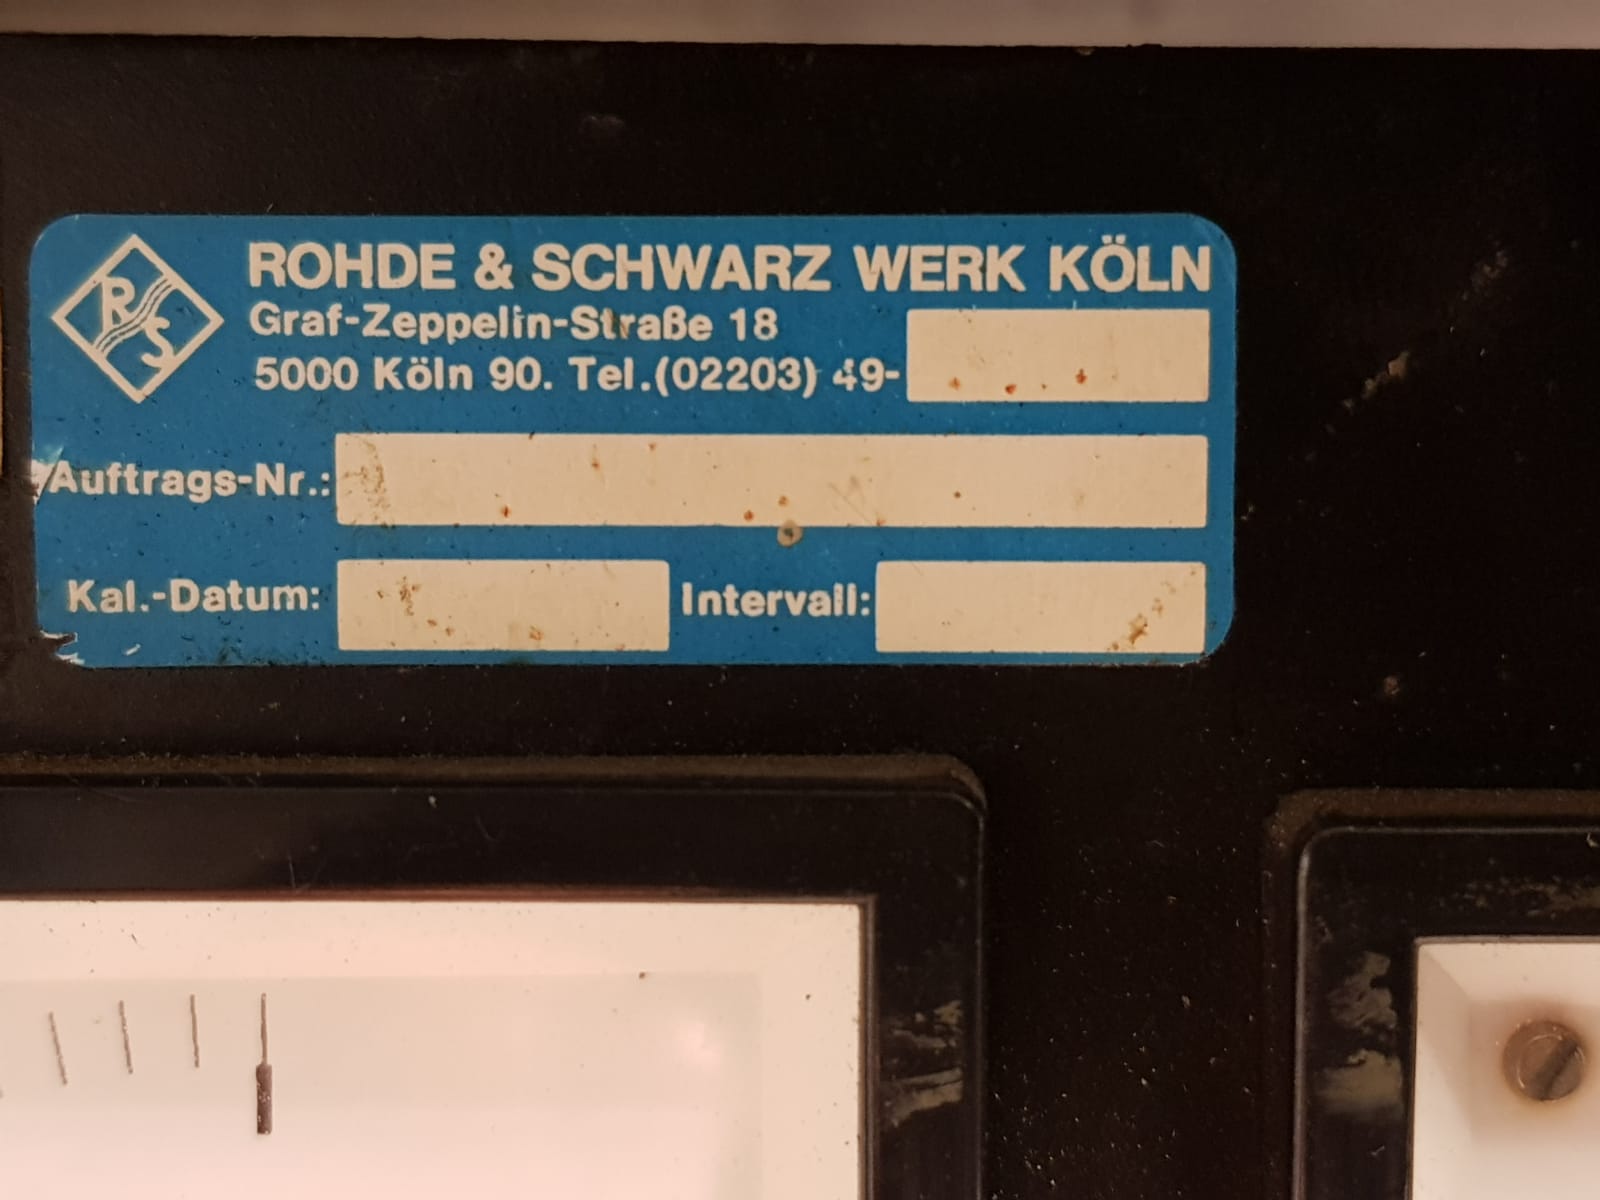 RS
ROHDE & SCHWARZ WERK KÖLN
Graf-Zeppelin-Straße 18
5000 Köln 90. Tel.(02203) 49-
Auftrags-Nr.:
Kal.-Datum: Intervall: